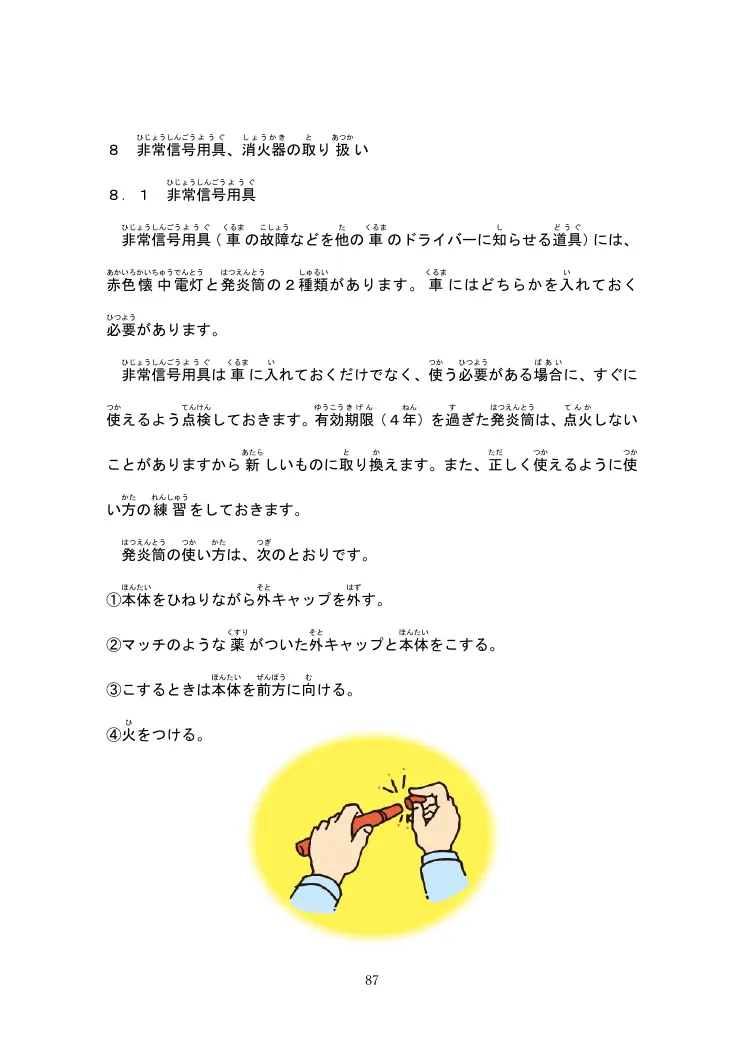 ８　非常信号用具、消火器の取り扱い
８．１　非常信号用具
非常信号用具（車の故障などを他の車のドライバーに知らせる道具）には、
赤色懐中電灯と発炎筒の２種類があります。車にはどちらかを入れておく
必要があります。
非常信号用具は車に入れておくだけでなく、使う必要がある場合に、すぐに
使えるよう点検しておきます。有効期限（４年）を過ぎた発炎筒は、点火しない
ことがありますから新しいものに取り換えます。また、正しく使えるように使
い方の練習をしておきます。
発炎筒の使い方は、次のとおりです。
①本体をひねりながら外キャップを外す。
②マッチのような薬がついた外キャップと本体をこする。
③こするときは本体を前方に向ける。
④火をつける。
87